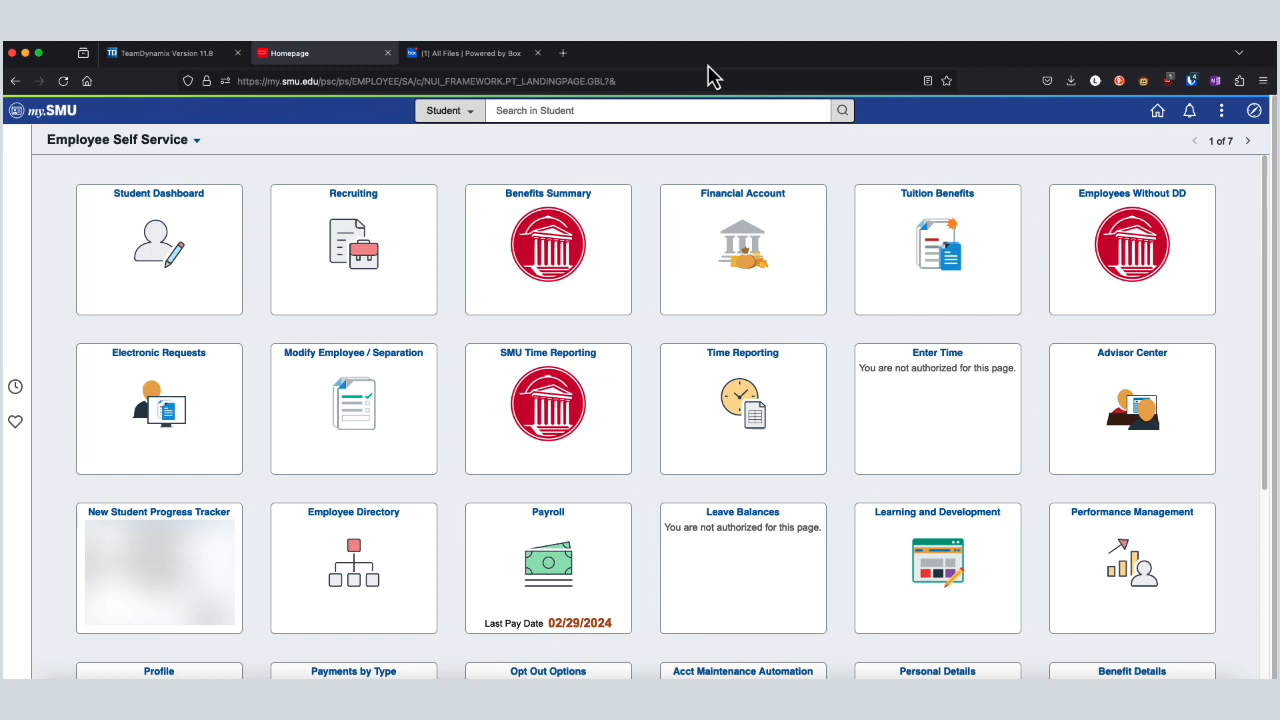 TeamDynamix Version 11.8
Homepage
(1) All Files | Powered by Box
https://my.smu.edu/psc/ps/EMPLOYEE/SA/c/NUI_FRAMEWORK.PT_LANDINGPAGE.GBL?&
my.SMU
Student
Search in Student
Employee Self Service
1 of 7
Student Dashboard
Recruiting
Benefits Summary
Financial Account
Tuition Benefits
Employees Without DD
Electronic Requests
Modify Employee / Separation
SMU Time Reporting
Time Reporting
Enter Time
You are not authorized for this page.
Advisor Center
New Student Progress Tracker
Employee Directory
Payroll
Last Pay Date 02/29/2024
Leave Balances
You are not authorized for this page.
Learning and Development
Performance Management
Profile
Payments by Type
Opt Out Options
Acct Maintenance Automation
Personal Details
Benefit Details